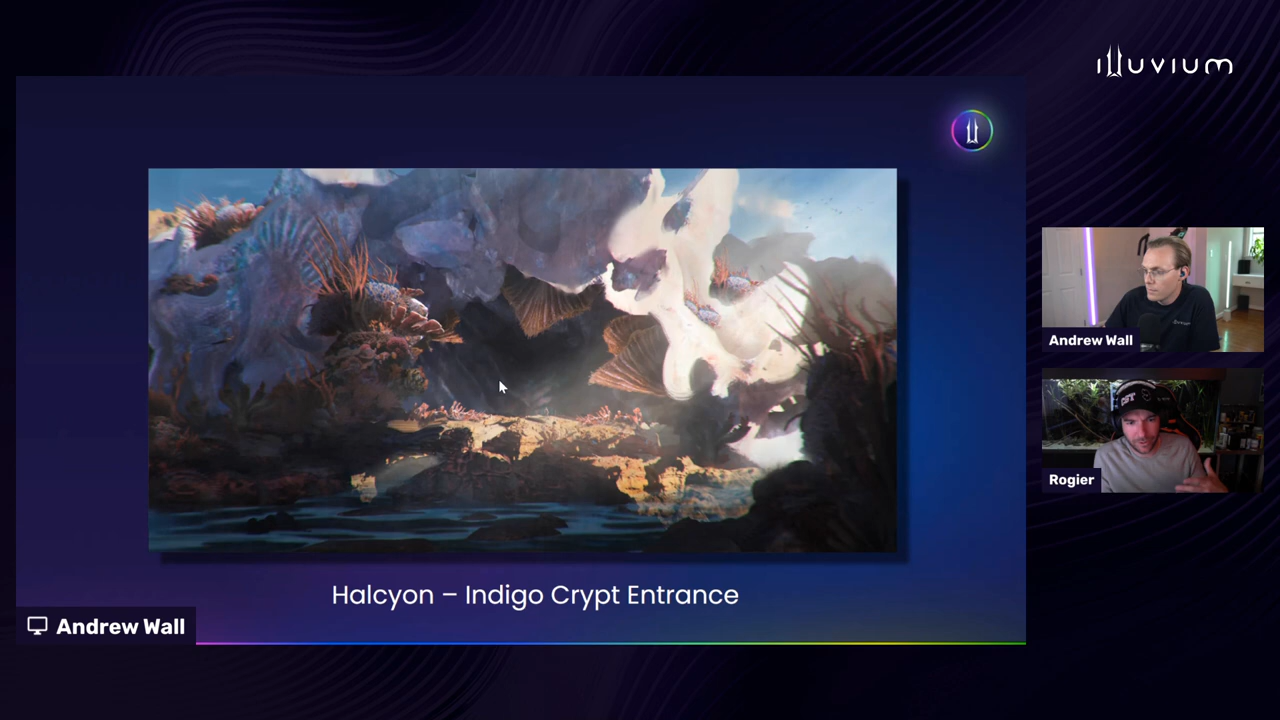 illuvium
Halcyon – Indigo Crypt Entrance
Andrew Wall
Andrew Wall
Rogier